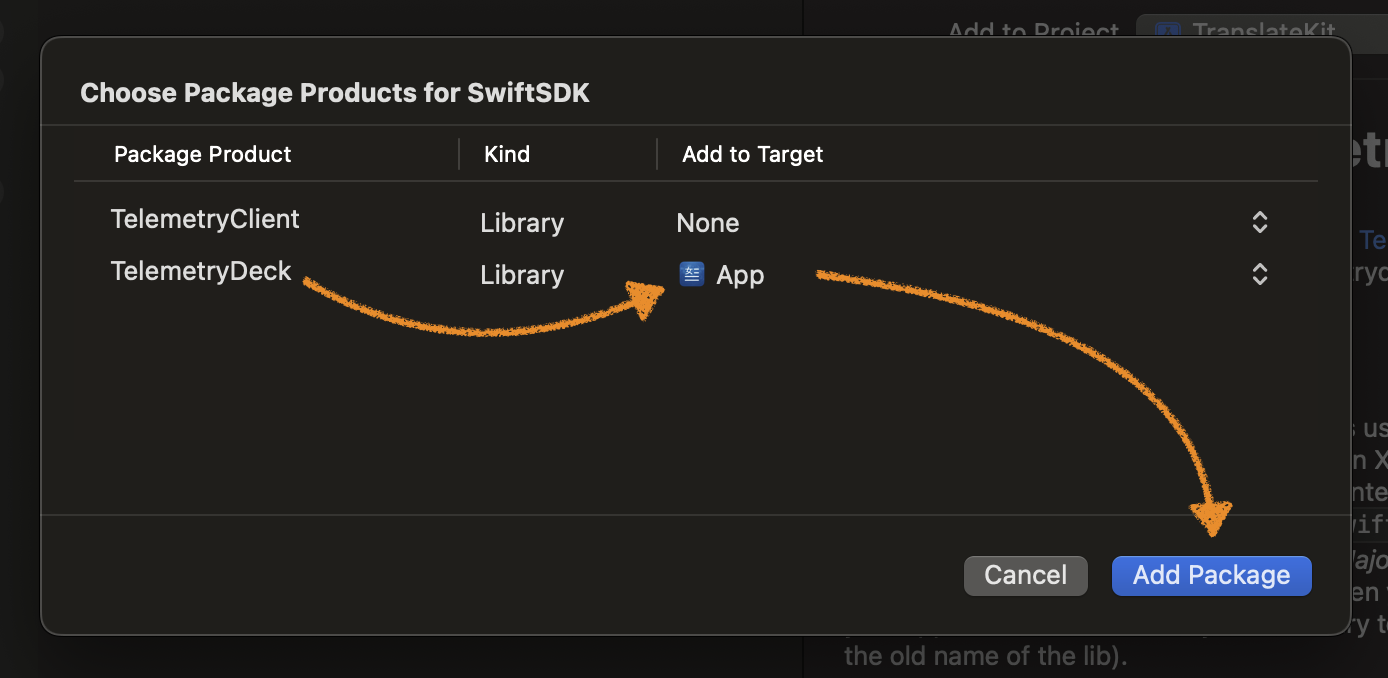 Add to Project TranslateKit
Choose Package Products for SwiftSDK
Package Product Kind Add to Target
TelemetryClient Library None
TelemetryDeck Library App
Cancel Add Package
the old name of the lib).